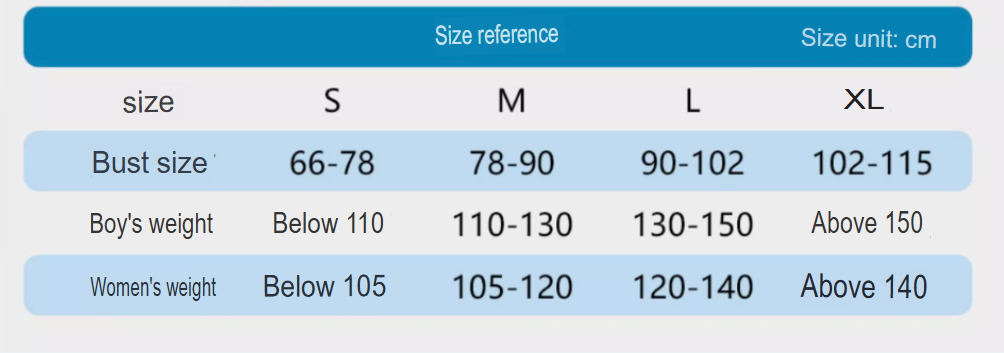 Size reference
Size unit: cm
size S M L XL
Bust size 66-78 78-90 90-102 102-115
Boy's weight Below 110 110-130 130-150 Above 150
Women's weight Below 105 105-120 120-140 Above 140